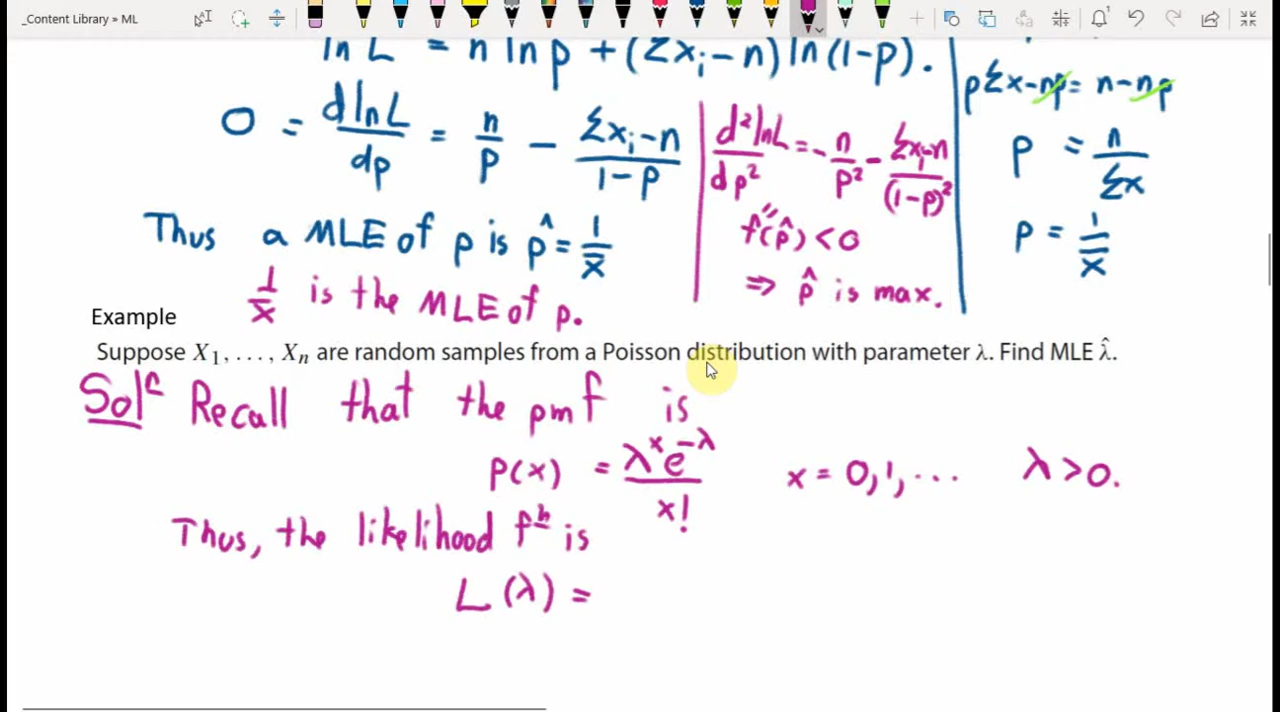 _Content Library » ML
ln L = n ln p + (Σxᵢ − n) ln (1 − p).
pΣx − np = n − np
0 = d ln L / dp = n/p − (Σxᵢ − n)/(1 − p)
d² ln L / dp² = − n/p² − (Σxᵢ − n)/(1 − p)²
p = n/Σx
Thus a MLE of p is p̂ = 1/x̄
f''(p̂) < 0
p = 1/x̄
⇒ p̂ is max.
1/x̄ is the MLE of p.
Example
Suppose X₁, . . . , Xₙ are random samples from a Poisson distribution with parameter λ. Find MLE λ̂.
Solⁿ Recall that the pmf is
p(x) = λˣe^−λ / x! x = 0, 1, ... λ > 0.
Thus, the likelihood fⁿ is
L(λ) =